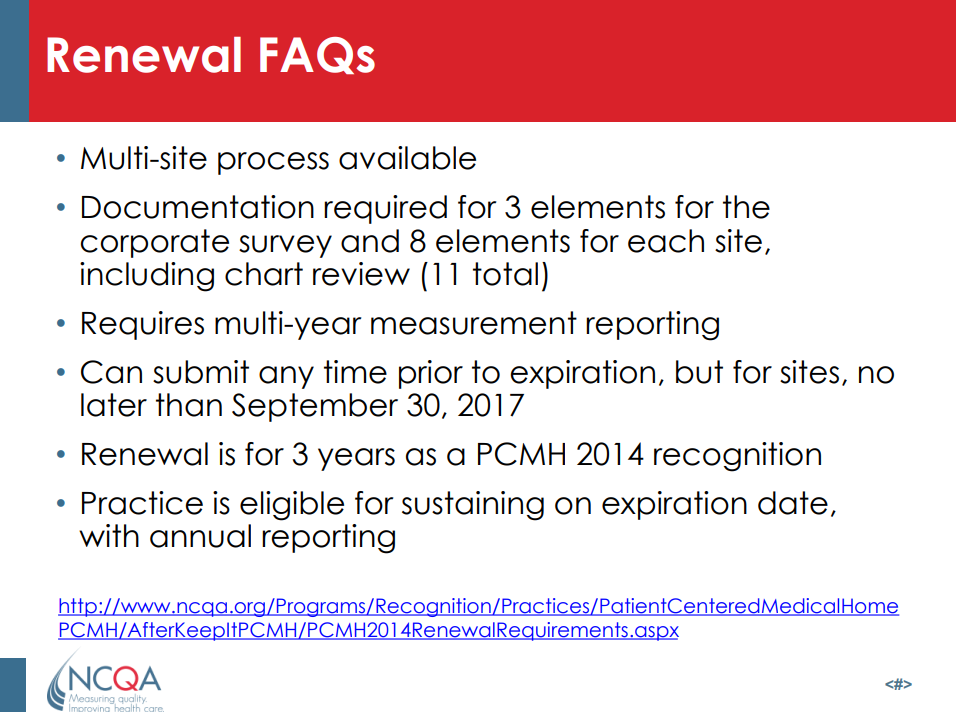 Renewal FAQs
• Multi-site process available
• Documentation required for 3 elements for the
corporate survey and 8 elements for each site,
including chart review (11 total)
• Requires multi-year measurement reporting
• Can submit any time prior to expiration, but for sites, no
later than September 30, 2017
• Renewal is for 3 years as a PCMH 2014 recognition
• Practice is eligible for sustaining on expiration date,
with annual reporting
http://www.ncqa.org/Programs/Recognition/Practices/PatientCenteredMedicalHome
PCMH/AfterKeepItPCMH/PCMH2014RenewalRequirements.aspx
NCQA
Measuring quality.
Improving health care.
<#>